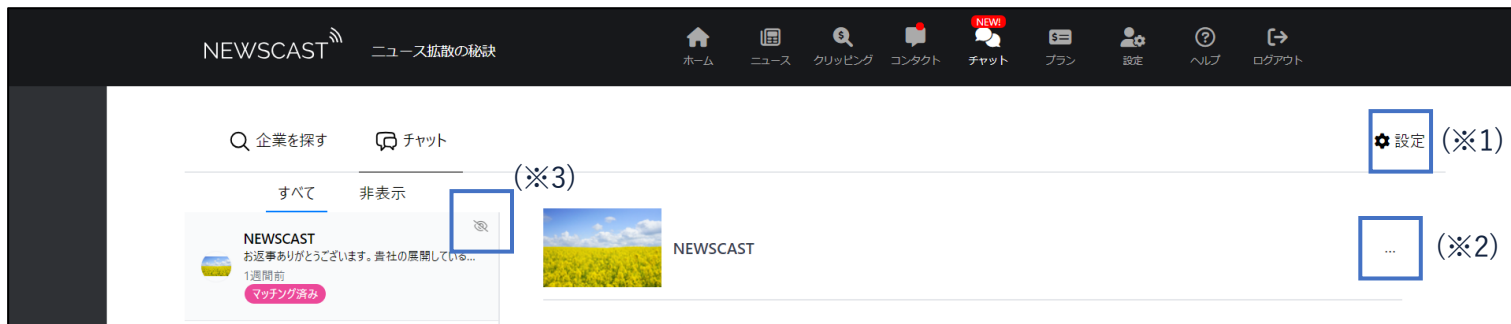 NEWSCAST ニュース拡散の秘訣
NEW!
ホーム ニュース クリッピング コンタクト チャット プラン 設定 ヘルプ ログアウト
企業を探す チャット 設定 (※1)
(※3)
すべて 非表示
NEWSCAST
お返事ありがとうございます。貴社の展開している...
1週間前
マッチング済み
NEWSCAST ... (※2)